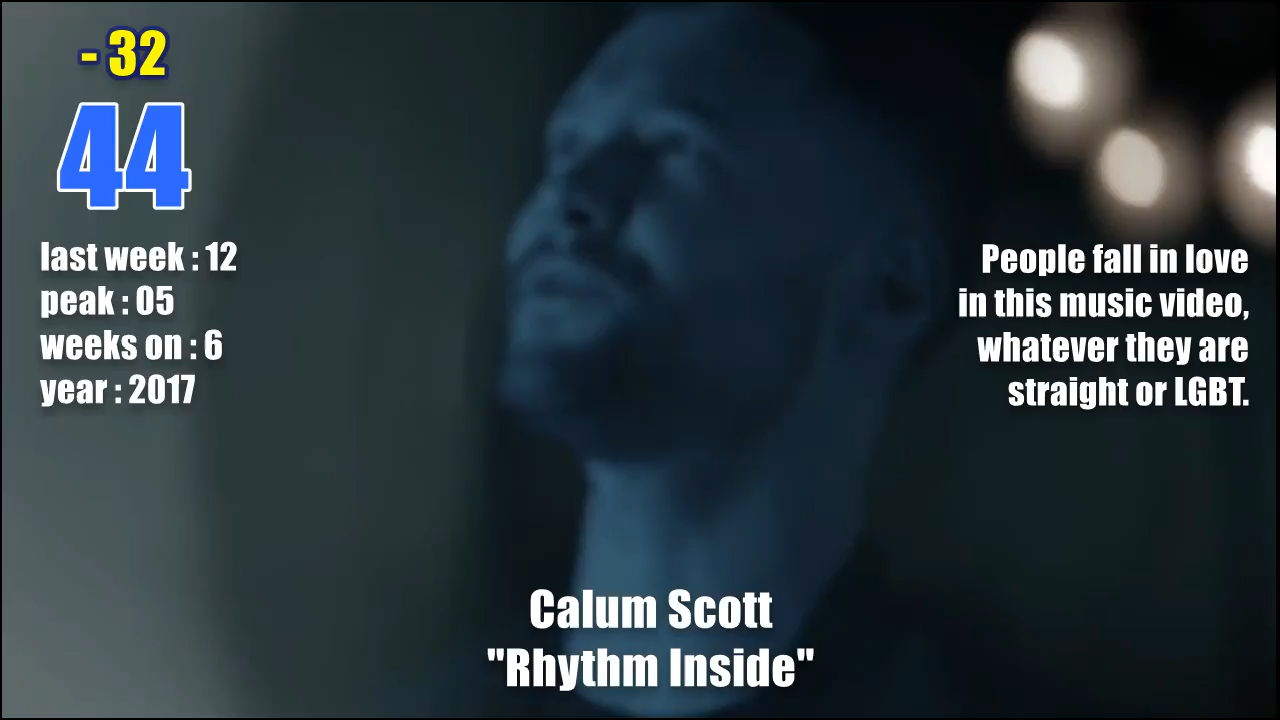 - 32
44
last week : 12
peak : 05
weeks on : 6
year : 2017
People fall in love
in this music video,
whatever they are
straight or LGBT.
Calum Scott
"Rhythm Inside"